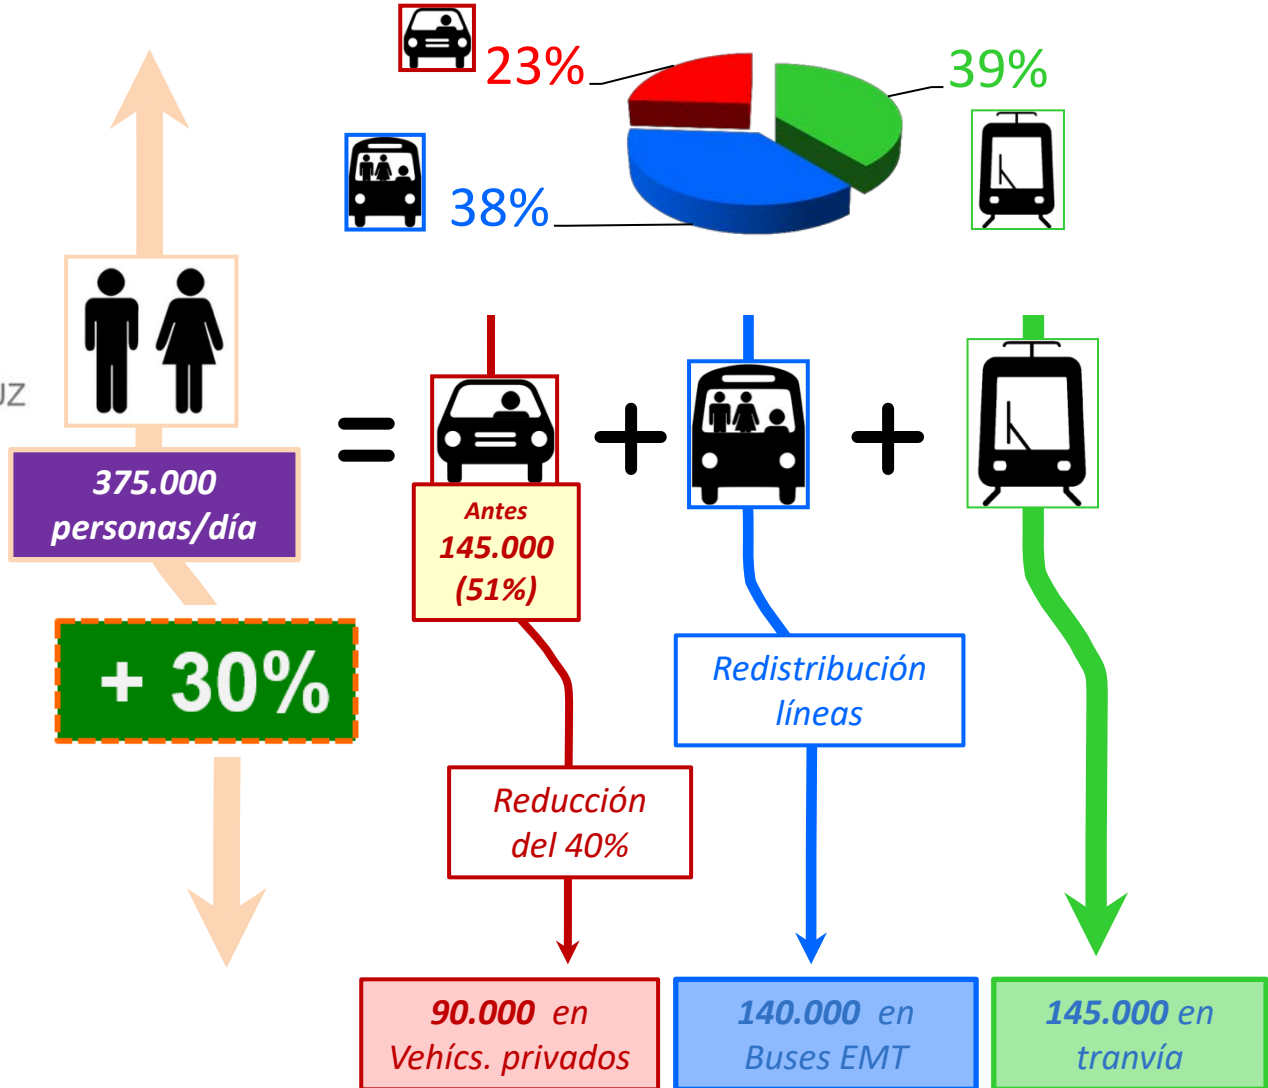 23%
39%
38%
UZ
375.000
personas/día
+ 30%
=
+
+
Antes
145.000
(51%)
Redistribución
líneas
Reducción
del 40%
90.000 en
Vehícs. privados
140.000 en
Buses EMT
145.000 en
tranvía